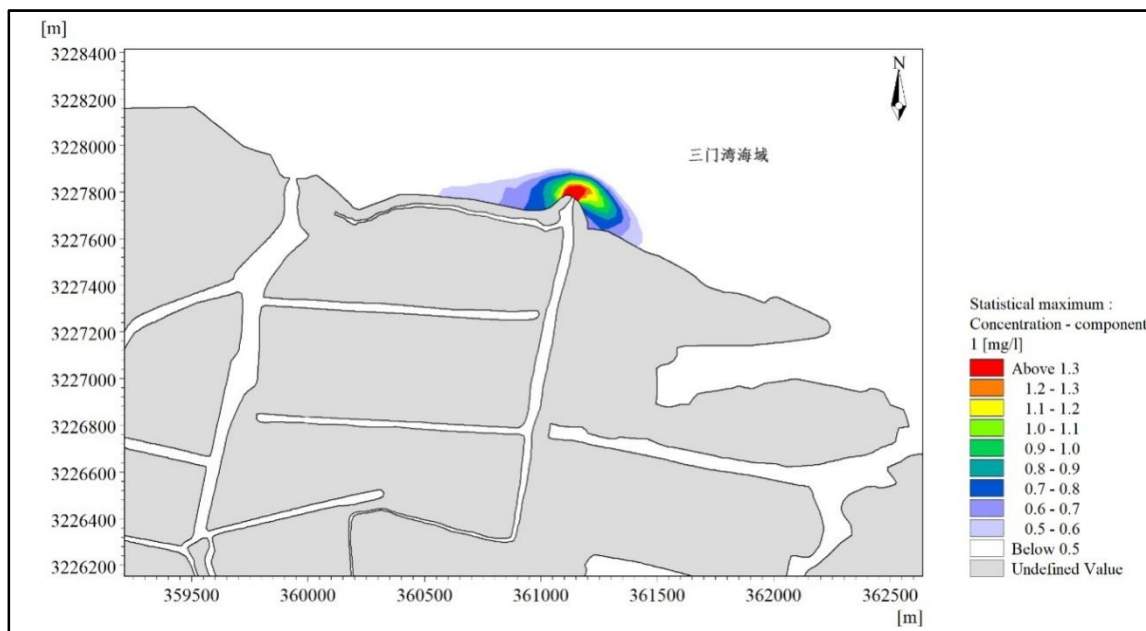 [m]
3228400
3228200
3228000
3227800
3227600
3227400
3227200
3227000
3226800
3226600
3226400
3226200
N
三门湾海域
359500
360000
360500
361000
361500
362000
362500
[m]
Statistical maximum :
Concentration - component
1 [mg/l]
Above 1.3
1.2 - 1.3
1.1 - 1.2
1.0 - 1.1
0.9 - 1.0
0.8 - 0.9
0.7 - 0.8
0.6 - 0.7
0.5 - 0.6
Below 0.5
Undefined Value